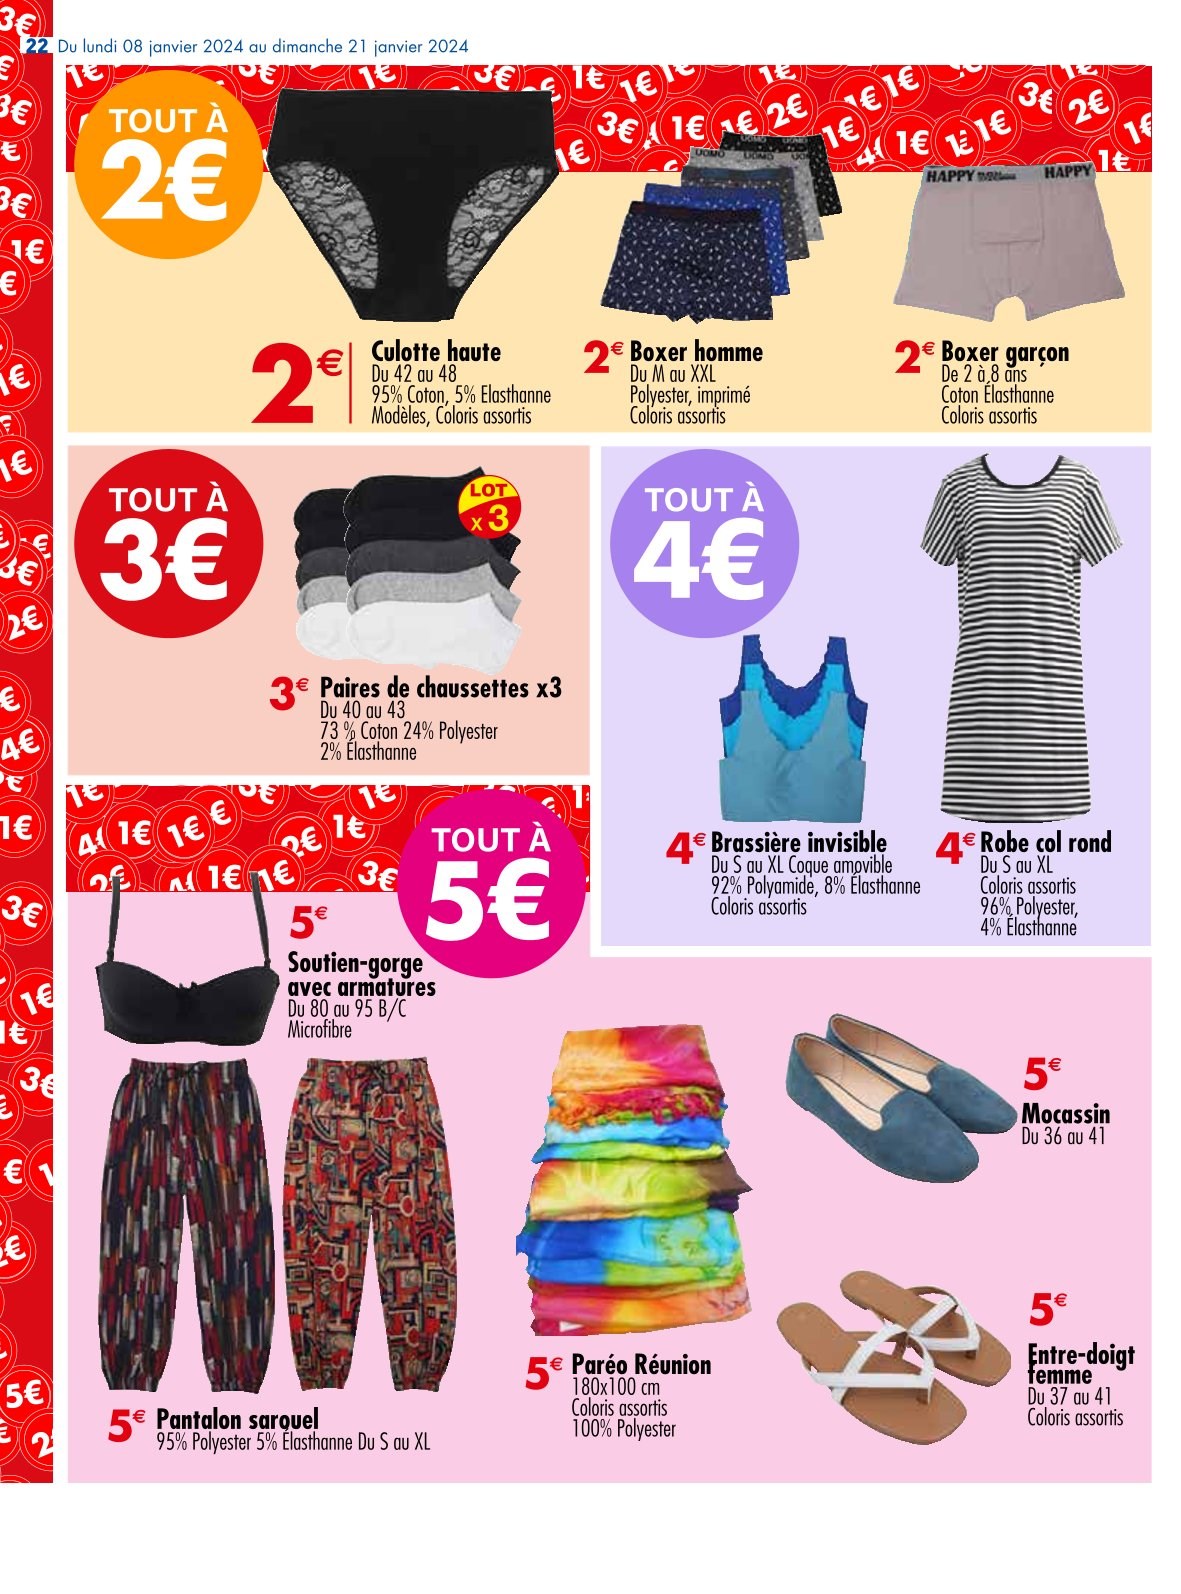 22 Du lundi 08 janvier 2024 au dimanche 21 janvier 2024
TOUT À
2€
UOMO
UOMO
UOMO
HAPPY
HAPPY
2€
Culotte haute
Du 42 au 48
95% Coton, 5% Elasthanne
Modèles, Coloris assortis
2€ Boxer homme
Du M au XXL
Polyester, imprimé
Coloris assortis
2€ Boxer garçon
De 2 à 8 ans
Coton Élasthanne
Coloris assortis
TOUT À
3€
LOT
x 3
3€ Paires de chaussettes x3
Du 40 au 43
73 % Coton 24% Polyester
2% Élasthanne
TOUT À
4€
4€ Brassière invisible
Du S au XL Coque amovible
92% Polyamide, 8% Élasthanne
Coloris assortis
4€ Robe col rond
Du S au XL
Coloris assortis
96% Polyester,
4% Élasthanne
TOUT À
5€
5€
Soutien-gorge
avec armatures
Du 80 au 95 B/C
Microfibre
5€ Pantalon sarouel
95% Polyester 5% Élasthanne Du S au XL
5€ Paréo Réunion
180x100 cm
Coloris assortis
100% Polyester
5€
Mocassin
Du 36 au 41
5€
Entre-doigt
femme
Du 37 au 41
Coloris assortis